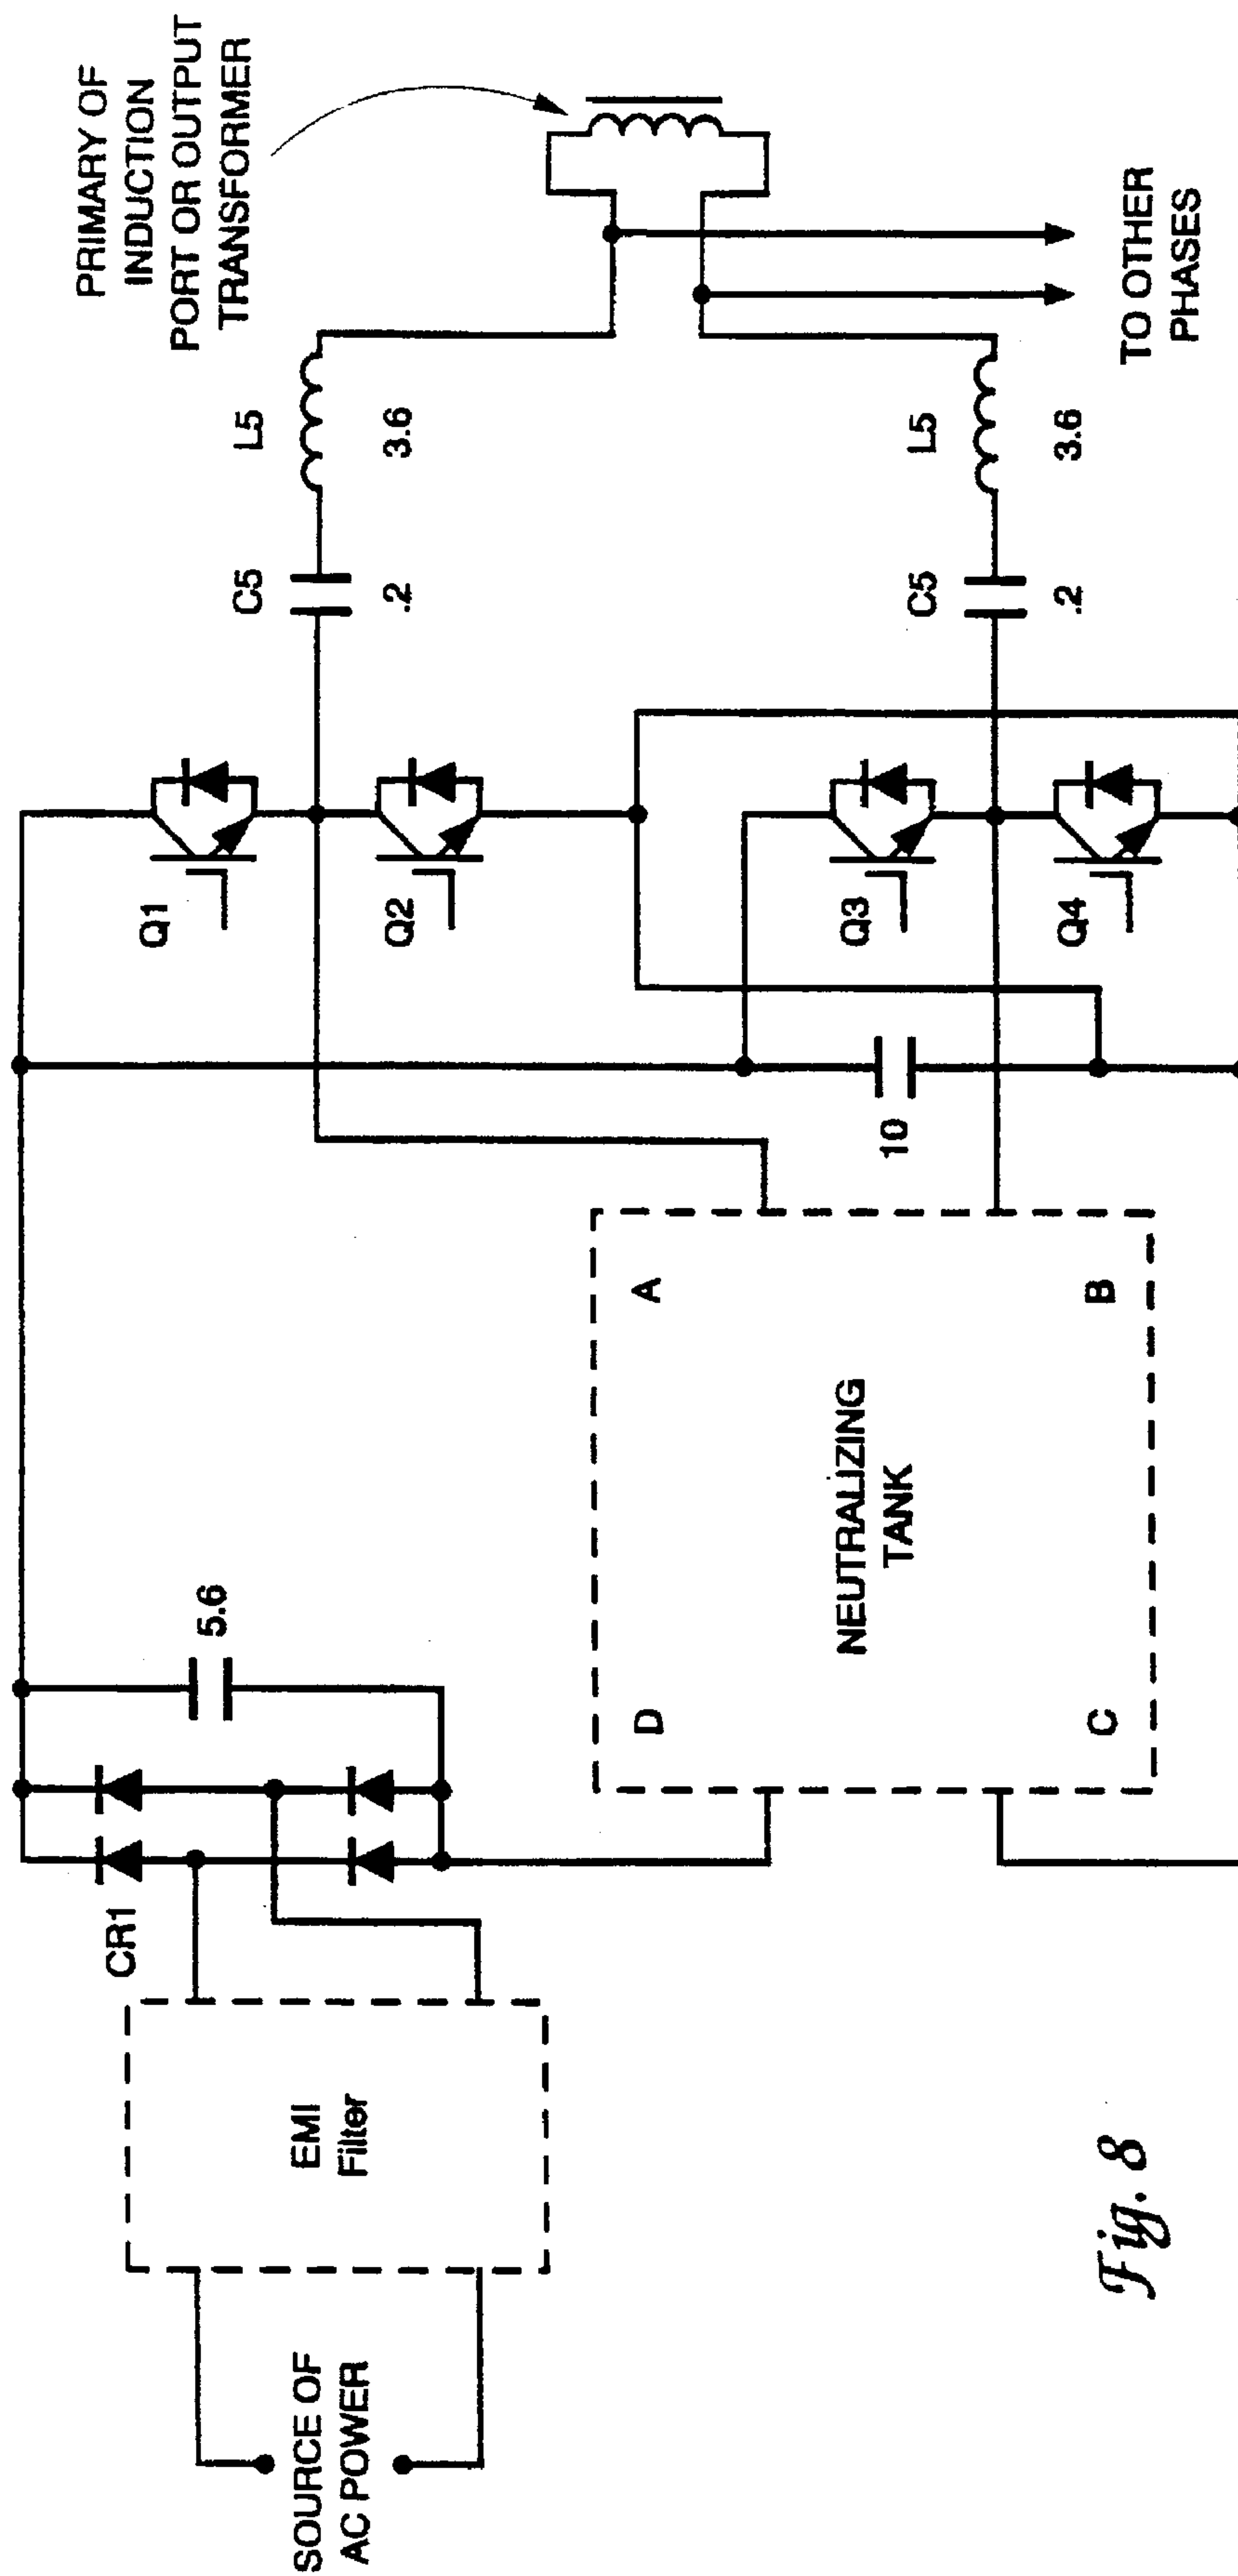 PRIMARY OF
INDUCTION
PORT OR OUTPUT
TRANSFORMER
L5
3.6
C5
.2
Q1
Q2
TO OTHER
PHASES
L5
3.6
C5
.2
Q3
Q4
10
5.6
CR1
A
B
C
D
NEUTRALIZING
TANK
EMI
Filter
SOURCE OF
AC POWER
Fig. 8